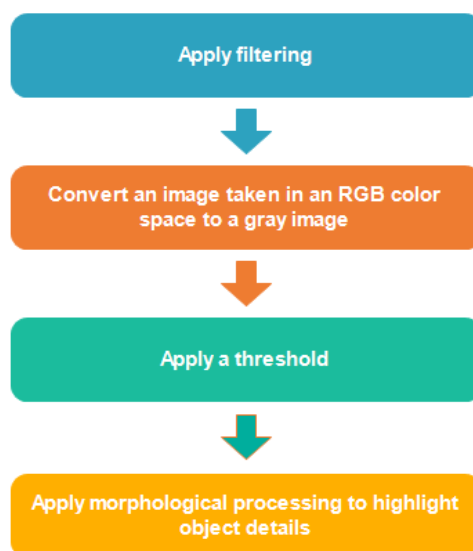 Apply filtering
Convert an image taken in an RGB color
space to a gray image
Apply a threshold
Apply morphological processing to highlight
object details